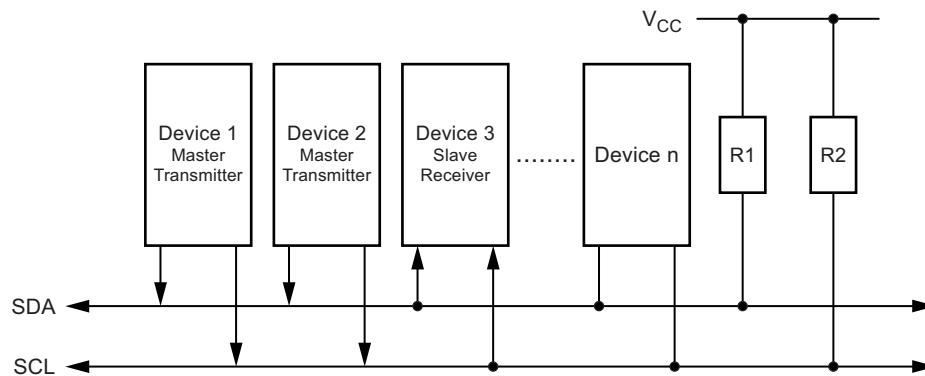 VCC
Device 1
Master
Transmitter
Device 2
Master
Transmitter
Device 3
Slave
Receiver
........
Device n
R1
R2
SDA
SCL